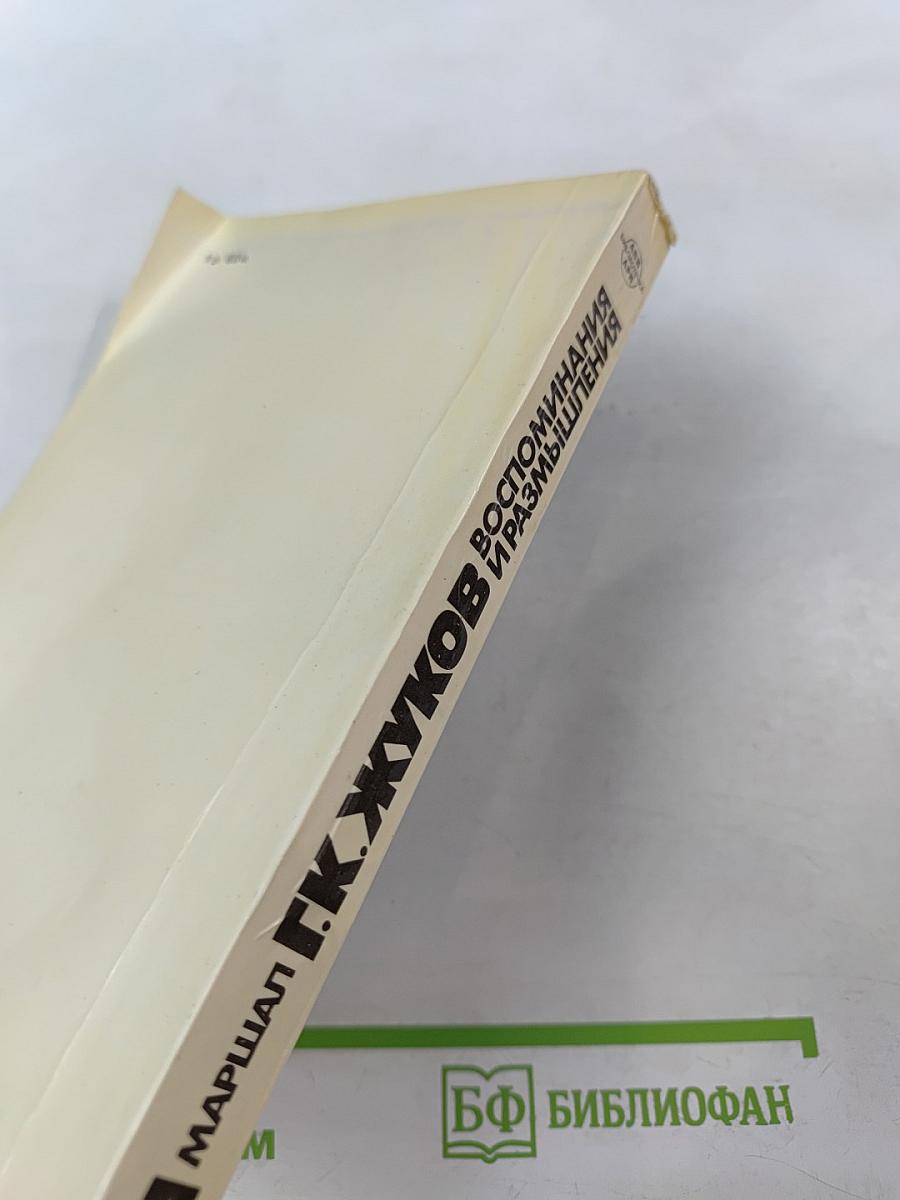 МАРШАЛ
Г.К.ЖУКОВ
ВОСПОМИНАНИЯ
И РАЗМЫШЛЕНИЯ
БФ БИБЛИОФАН